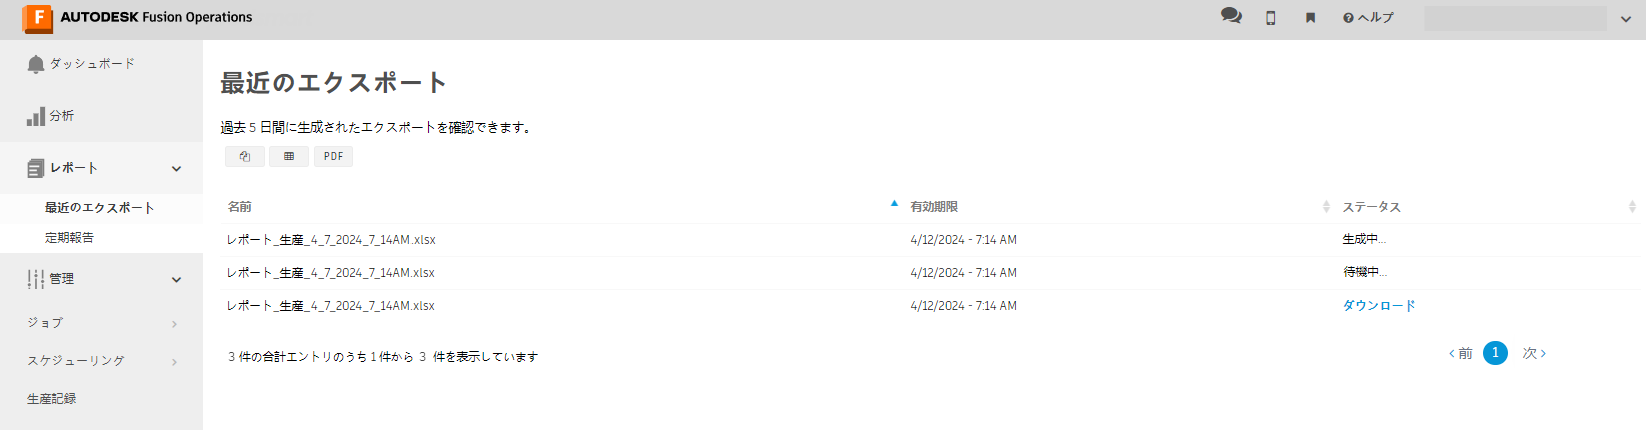 AUTODESK Fusion Operations
ヘルプ
ダッシュボード
分析
レポート
最近のエクスポート
定期報告
管理
ジョブ
スケジューリング
生産記録
最近のエクスポート
過去 5 日間に生成されたエクスポートを確認できます。
PDF
名前 有効期限 ステータス
レポート_生産_4_7_2024_7_14AM.xlsx 4/12/2024 - 7:14 AM 生成中...
レポート_生産_4_7_2024_7_14AM.xlsx 4/12/2024 - 7:14 AM 待機中...
レポート_生産_4_7_2024_7_14AM.xlsx 4/12/2024 - 7:14 AM ダウンロード
3 件の合計エントリのうち 1 件から 3 件を表示しています
前 1 次